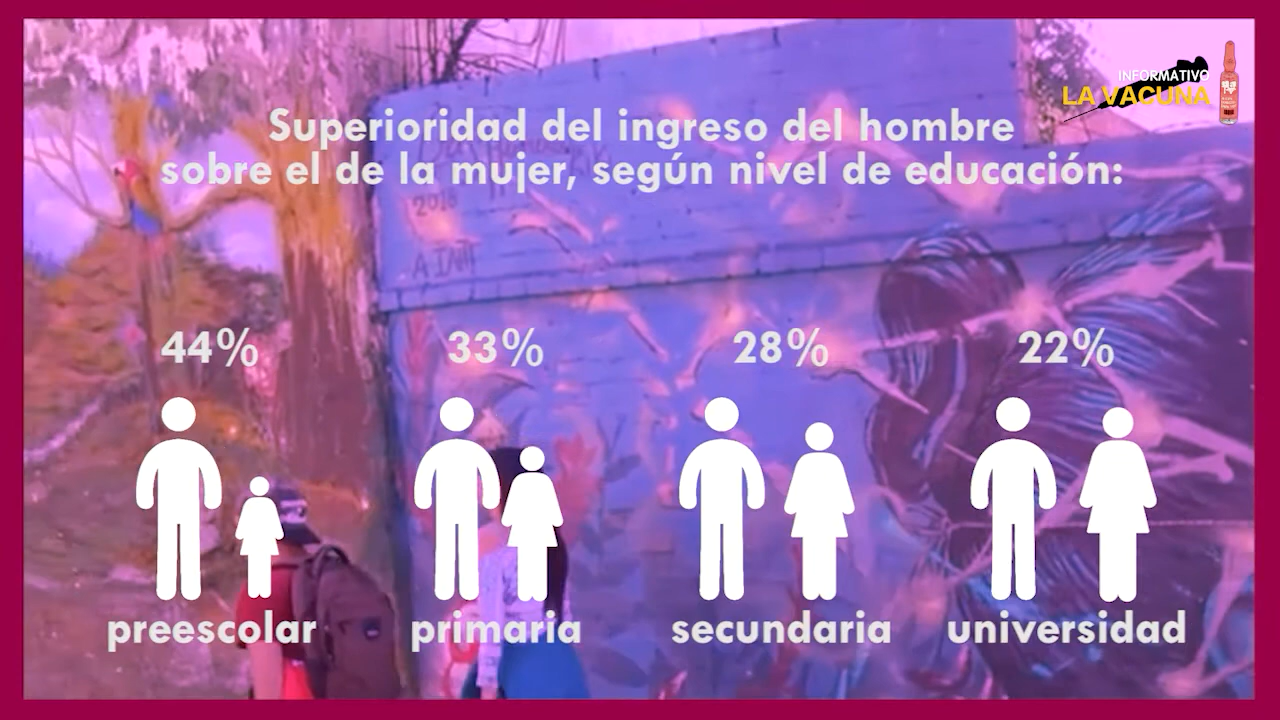 INFORMATIVO
LA VACUNA
Superioridad del ingreso del hombre
sobre el de la mujer, según nivel de educación:
2018
44% 33% 28% 22%
preescolar primaria secundaria universidad